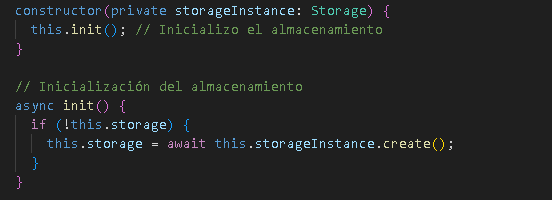 constructor(private storageInstance: Storage) {
  this.init(); // Inicializo el almacenamiento
}

// Inicialización del almacenamiento
async init() {
  if (!this.storage) {
    this.storage = await this.storageInstance.create();
  }
}